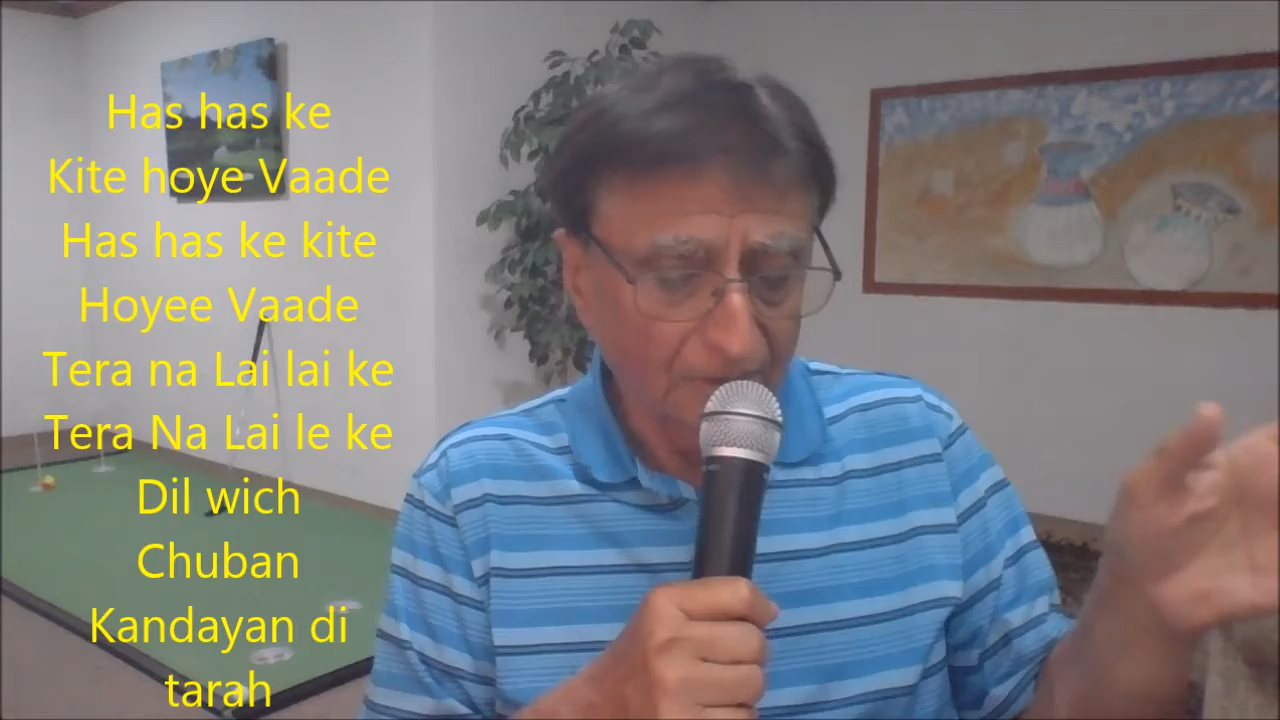 Has has ke
Kite hoye Vaade
Has has ke kite
Hoyee Vaade
Tera na Lai lai ke
Tera Na Lai le ke
Dil wich
Chuban
Kandayan di
tarah